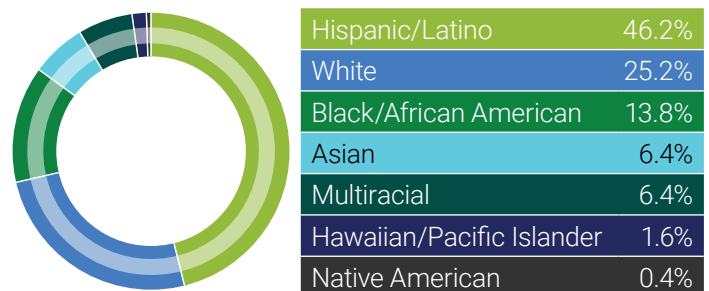 Hispanic/Latino 46.2%
White 25.2%
Black/African American 13.8%
Asian 6.4%
Multiracial 6.4%
Hawaiian/Pacific Islander 1.6%
Native American 0.4%